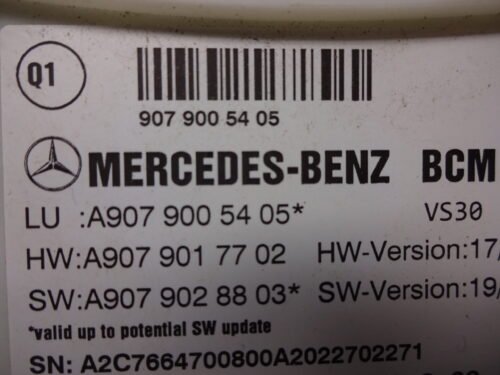 Q1
907 900 54 05
MERCEDES-BENZ BCM
LU :A907 900 54 05* VS30
HW:A907 901 77 02 HW-Version:17/
SW:A907 902 88 03* SW-Version:19/
*valid up to potential SW update
SN: A2C7664700800A2022702271